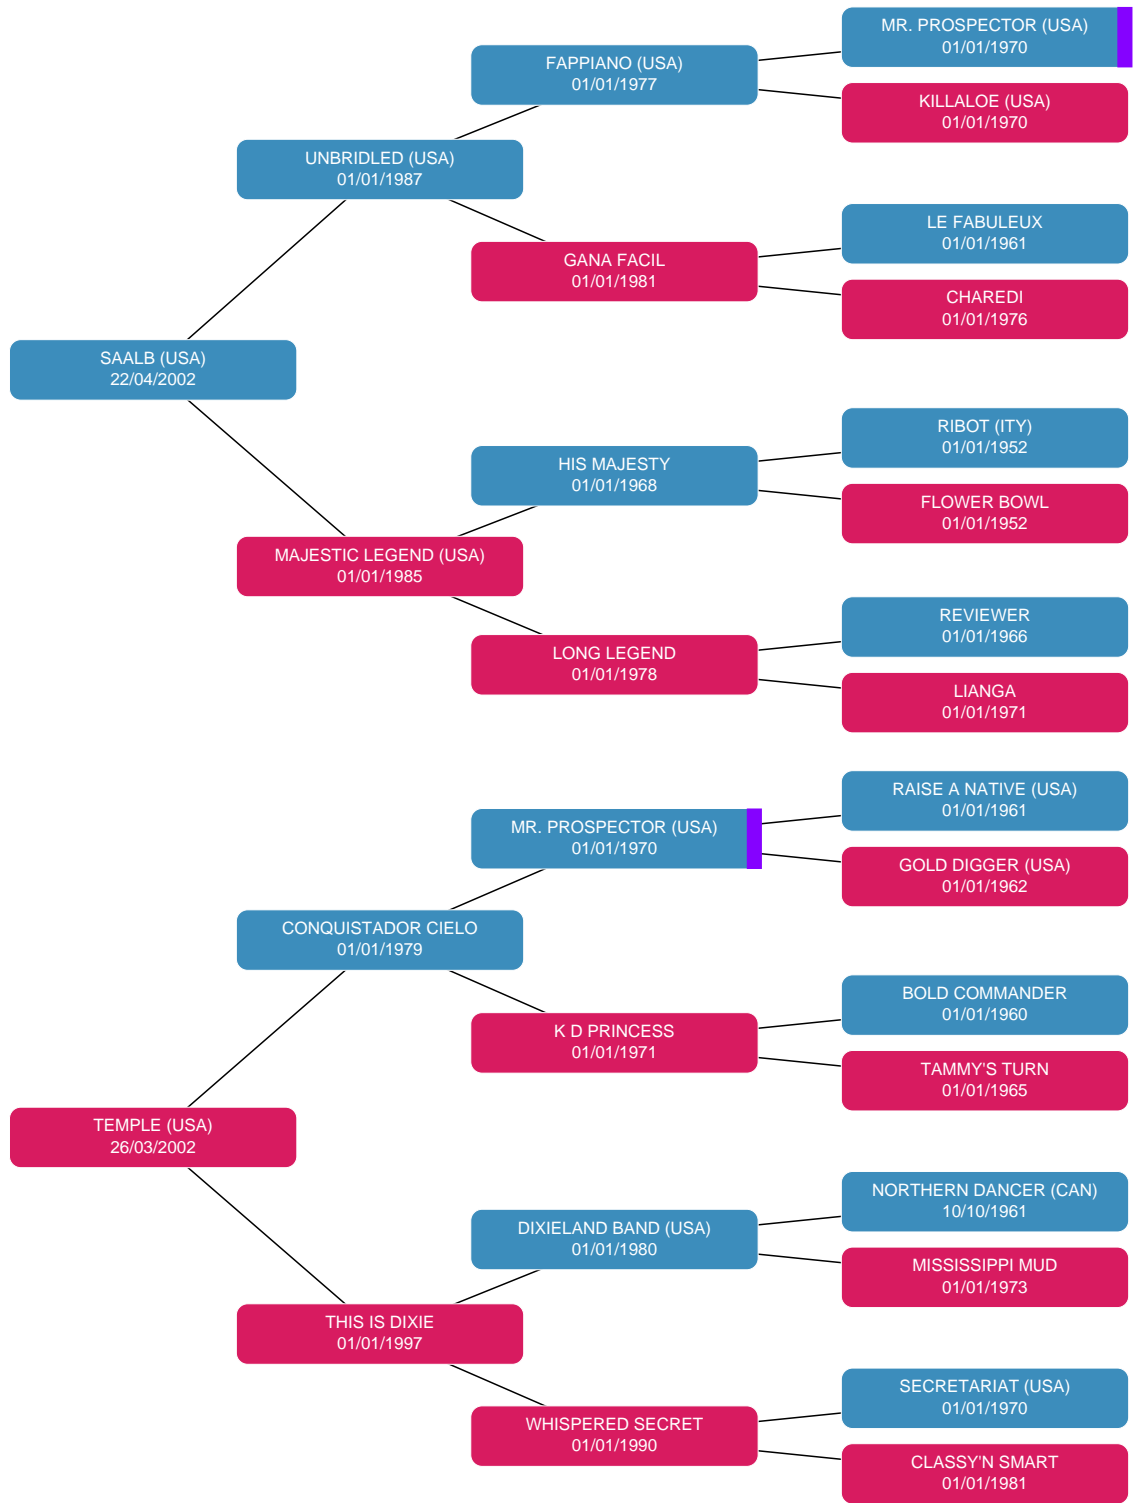 MR. PROSPECTOR (USA)
01/01/1970
FAPPIANO (USA)
01/01/1977
KILLALOE (USA)
01/01/1970
UNBRIDLED (USA)
01/01/1987
LE FABULEUX
01/01/1961
GANA FACIL
01/01/1981
CHAREDI
01/01/1976
SAALB (USA)
22/04/2002
RIBOT (ITY)
01/01/1952
HIS MAJESTY
01/01/1968
FLOWER BOWL
01/01/1952
MAJESTIC LEGEND (USA)
01/01/1985
REVIEWER
01/01/1966
LONG LEGEND
01/01/1978
LIANGA
01/01/1971
RAISE A NATIVE (USA)
01/01/1961
MR. PROSPECTOR (USA)
01/01/1970
GOLD DIGGER (USA)
01/01/1962
CONQUISTADOR CIELO
01/01/1979
BOLD COMMANDER
01/01/1960
K D PRINCESS
01/01/1971
TAMMY'S TURN
01/01/1965
TEMPLE (USA)
26/03/2002
NORTHERN DANCER (CAN)
10/10/1961
DIXIELAND BAND (USA)
01/01/1980
MISSISSIPPI MUD
01/01/1973
THIS IS DIXIE
01/01/1997
SECRETARIAT (USA)
01/01/1970
WHISPERED SECRET
01/01/1990
CLASSY'N SMART
01/01/1981